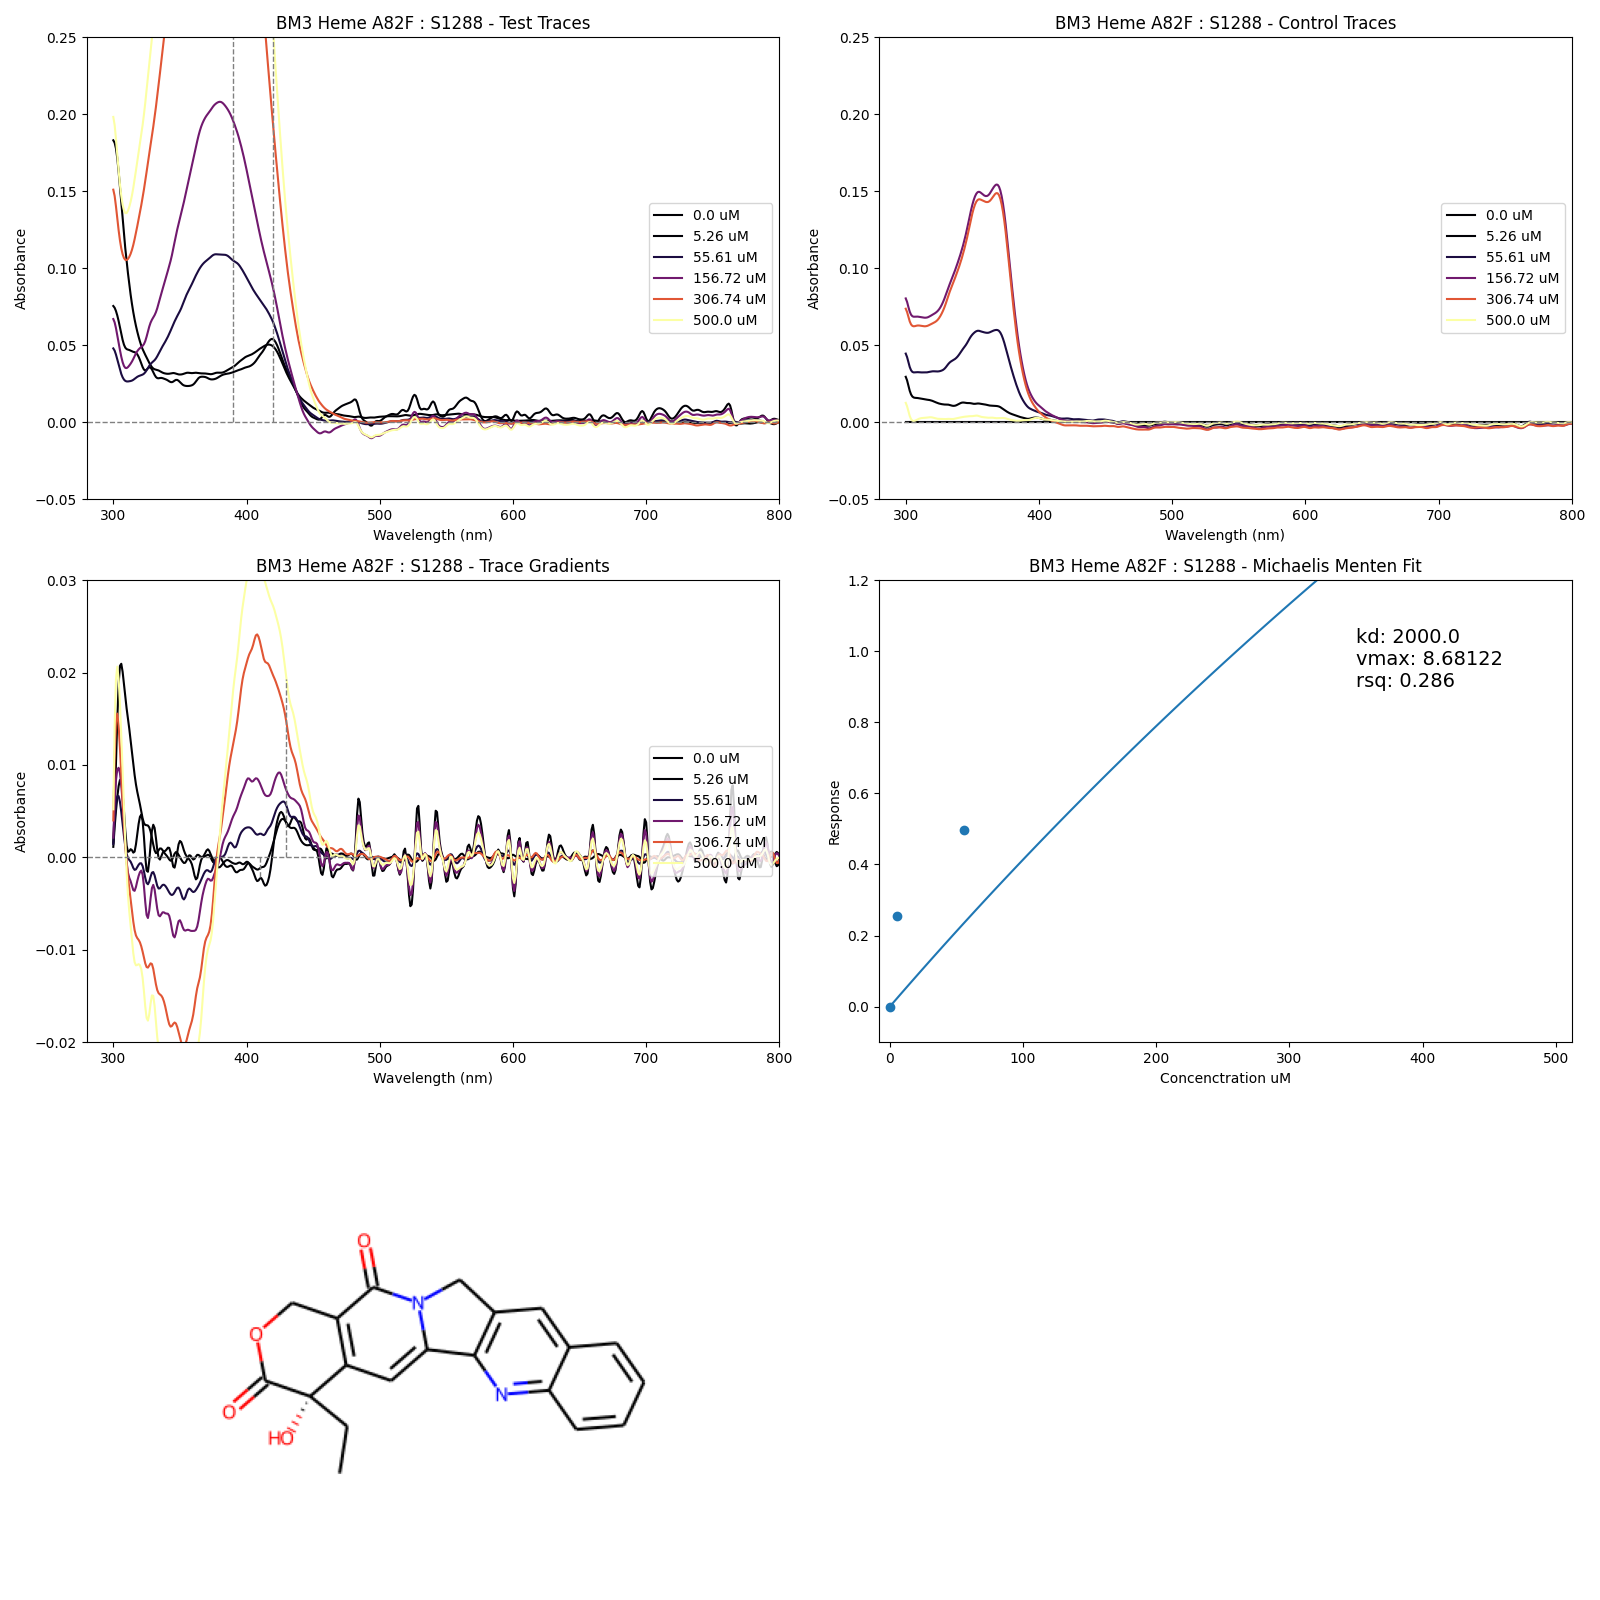 BM3 Heme A82F : S1288 - Test Traces
0.25
0.20
0.15
0.10
0.05
0.00
−0.05
Absorbance
300
400
500
600
700
800
Wavelength (nm)
0.0 uM
5.26 uM
55.61 uM
156.72 uM
306.74 uM
500.0 uM
BM3 Heme A82F : S1288 - Control Traces
0.25
0.20
0.15
0.10
0.05
0.00
−0.05
Absorbance
300
400
500
600
700
800
Wavelength (nm)
0.0 uM
5.26 uM
55.61 uM
156.72 uM
306.74 uM
500.0 uM
BM3 Heme A82F : S1288 - Trace Gradients
0.03
0.02
0.01
0.00
−0.01
−0.02
Absorbance
300
400
500
600
700
800
Wavelength (nm)
0.0 uM
5.26 uM
55.61 uM
156.72 uM
306.74 uM
500.0 uM
BM3 Heme A82F : S1288 - Michaelis Menten Fit
1.2
1.0
0.8
0.6
0.4
0.2
0.0
Response
0
100
200
300
400
500
Concenctration uM
kd: 2000.0
vmax: 8.68122
rsq: 0.286
O
N
O
O
HO
N